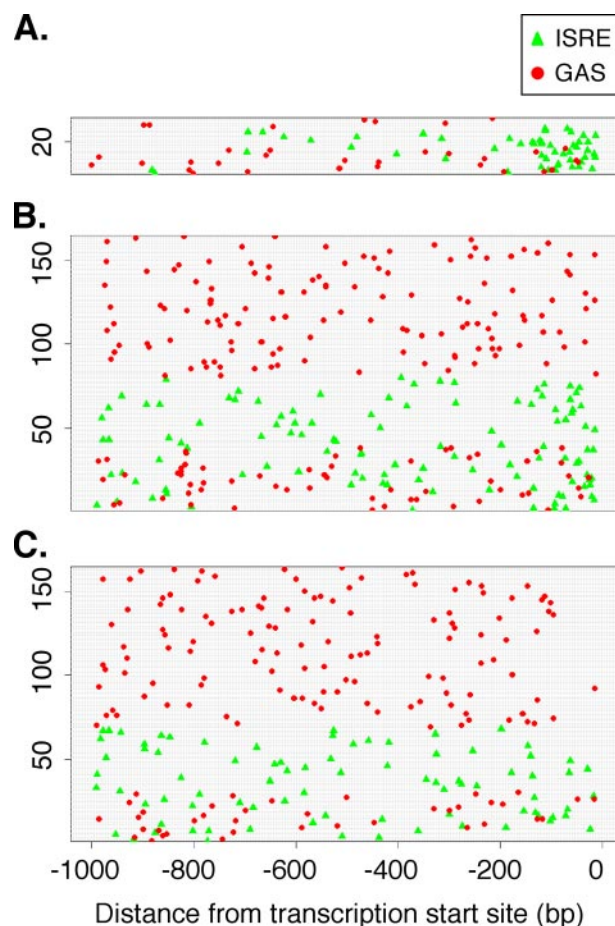 A.
ISRE
GAS
20
B.
150
100
50
C.
150
100
50
-1000 -800 -600 -400 -200 0
Distance from transcription start site (bp)